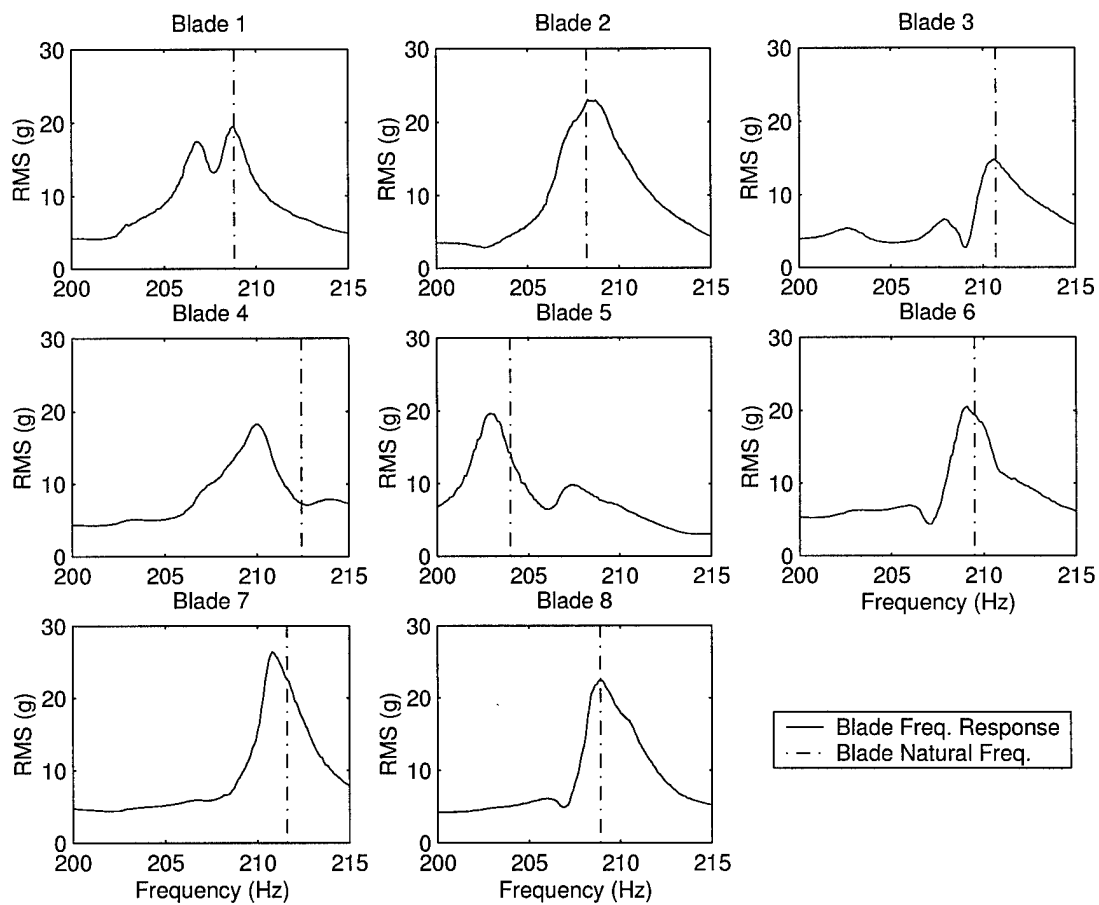 Blade 1
Blade 2
Blade 3
30
20
10
0
RMS (g)
200 205 210 215
30
20
10
0
RMS (g)
200 205 210 215
30
20
10
0
RMS (g)
200 205 210 215
Blade 4
Blade 5
Blade 6
30
20
10
0
RMS (g)
200 205 210 215
30
20
10
0
RMS (g)
200 205 210 215
30
20
10
0
RMS (g)
200 205 210 215
Frequency (Hz)
Blade 7
Blade 8
30
20
10
0
RMS (g)
200 205 210 215
Frequency (Hz)
30
20
10
0
RMS (g)
200 205 210 215
Frequency (Hz)
Blade Freq. Response
Blade Natural Freq.